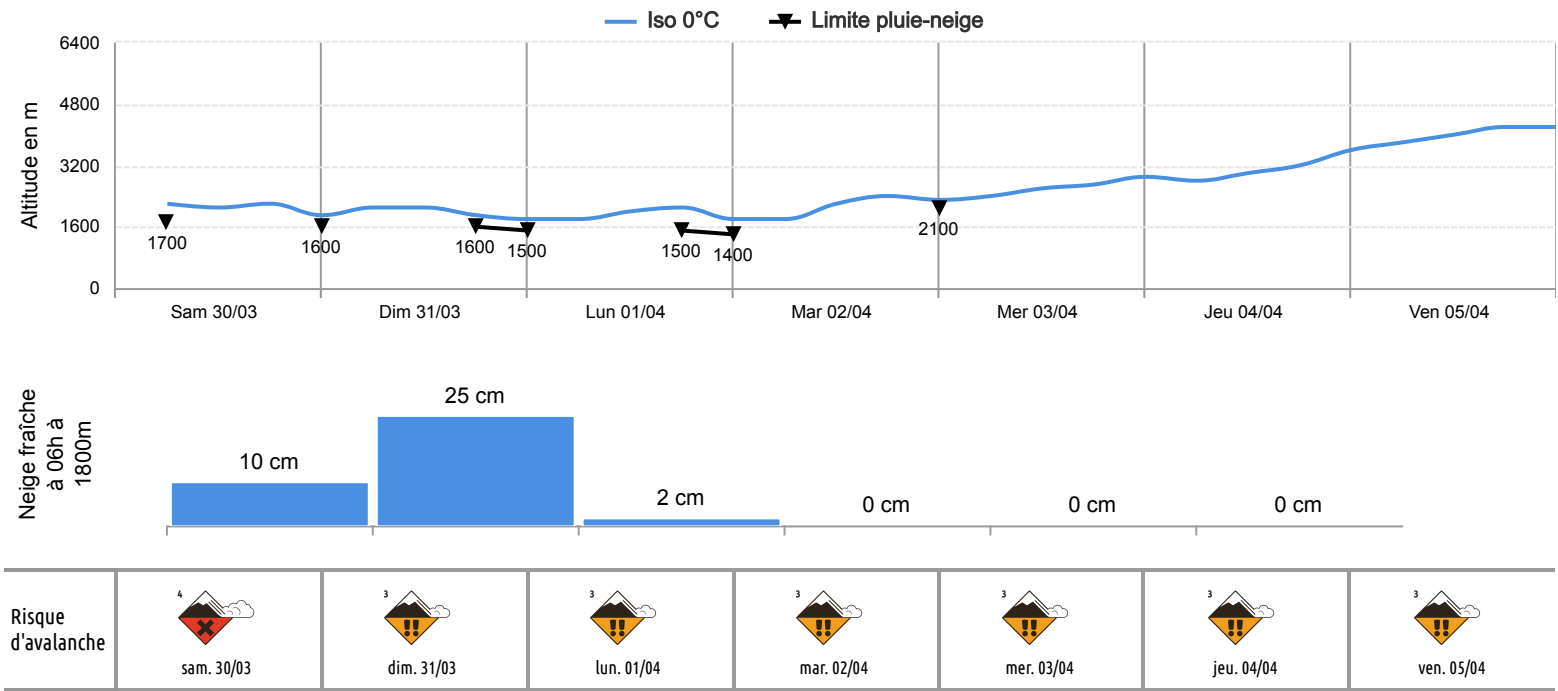 Iso 0°C Limite pluie-neige
Altitude en m
6400
4800
3200
1600
0
1700
1600
1600
1500
1500
1400
2100
Sam 30/03 Dim 31/03 Lun 01/04 Mar 02/04 Mer 03/04 Jeu 04/04 Ven 05/04
Neige fraîche
à 06h à
1800m
10 cm
25 cm
2 cm
0 cm
0 cm
0 cm
Risque
d'avalanche
4 3 3 3 3 3 3
sam. 30/03 dim. 31/03 lun. 01/04 mar. 02/04 mer. 03/04 jeu. 04/04 ven. 05/04